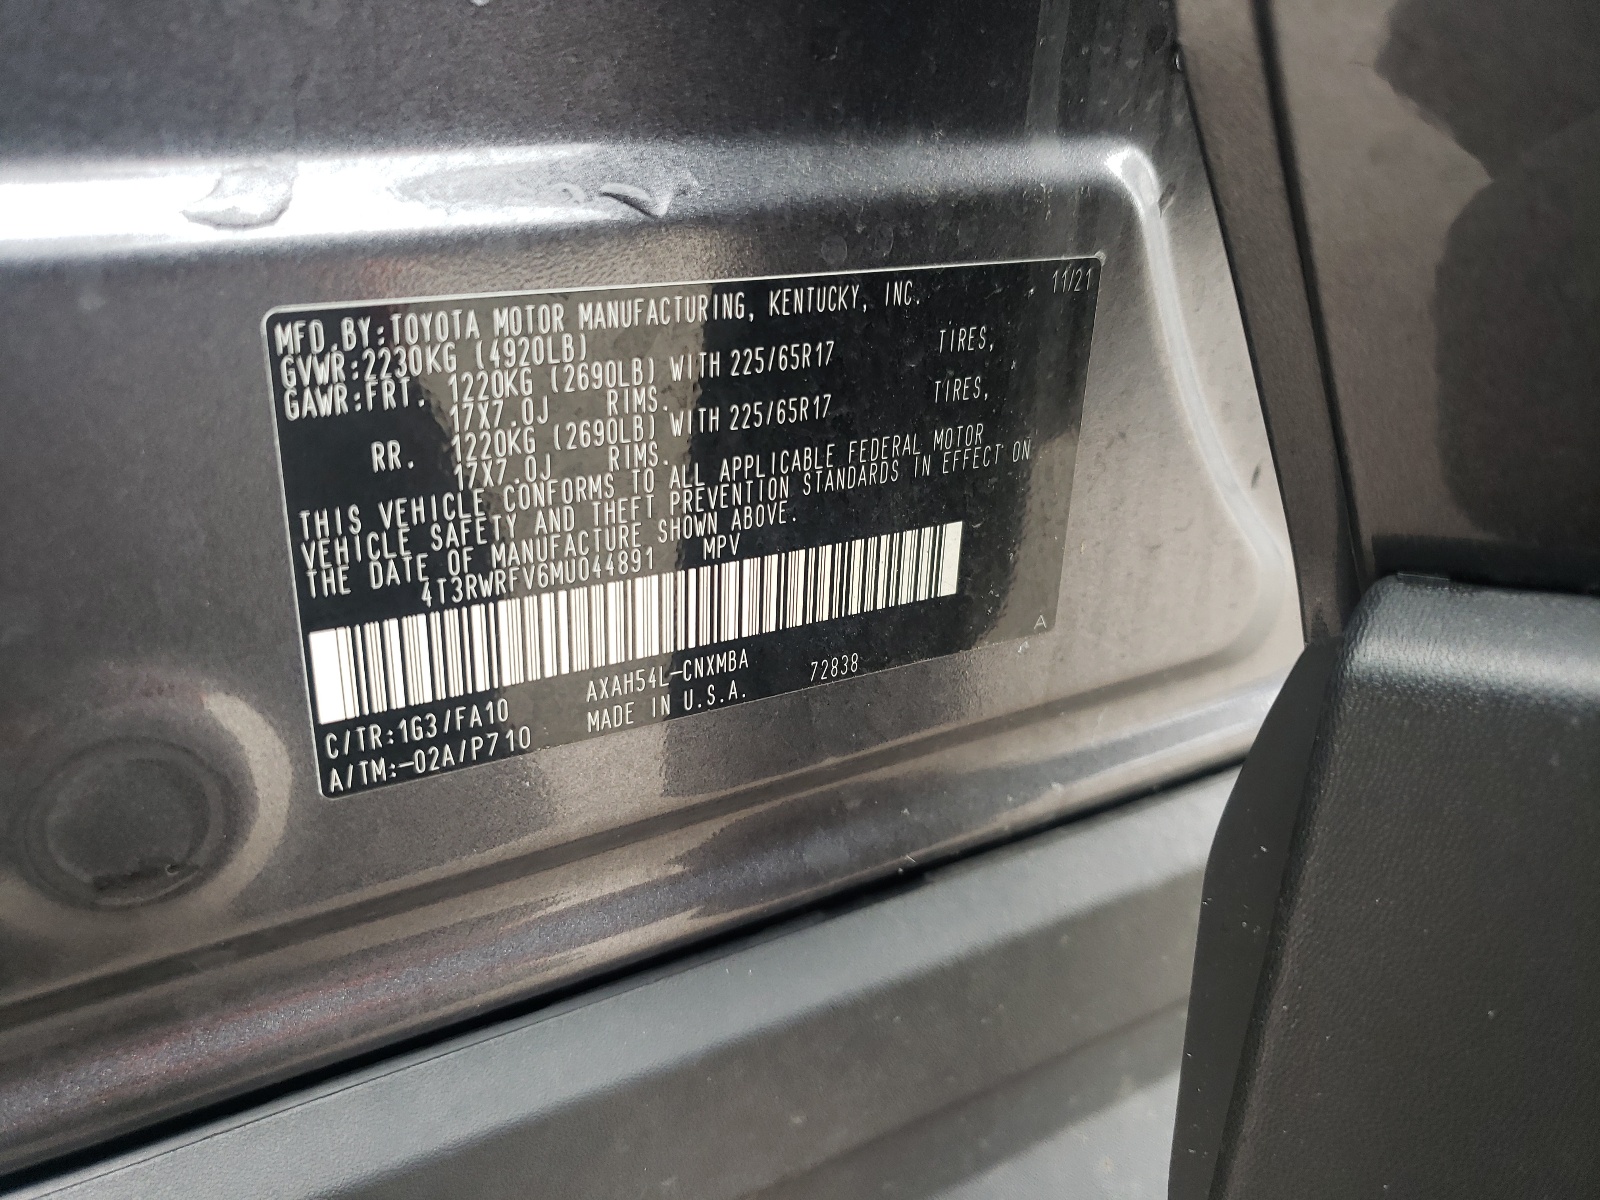 11/21
MFD.BY:TOYOTA MOTOR MANUFACTURING, KENTUCKY, INC.
GVWR:2230KG (4920LB)
GAWR:FRT. 1220KG (2690LB) WITH 225/65R17 TIRES,
17X7.0J RIMS.
RR. 1220KG (2690LB) WITH 225/65R17 TIRES,
17X7.0J RIMS.
THIS VEHICLE CONFORMS TO ALL APPLICABLE FEDERAL MOTOR
VEHICLE SAFETY AND THEFT PREVENTION STANDARDS IN EFFECT ON
THE DATE OF MANUFACTURE SHOWN ABOVE.
4T3RWRFV6MU044891 MPV
A
C/TR:1G3/FA10 AXAH54L-CNXMBA 72838
A/TM:-02A/P710 MADE IN U.S.A.